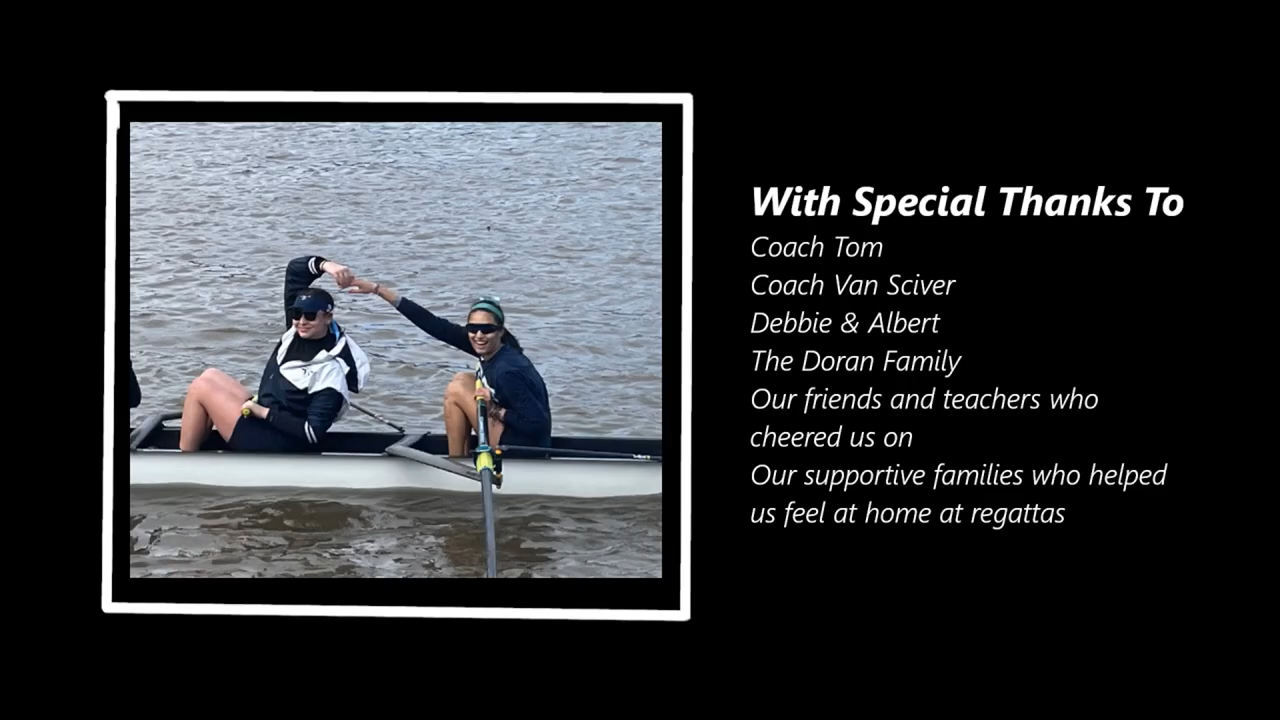 With Special Thanks To
Coach Tom
Coach Van Sciver
Debbie & Albert
The Doran Family
Our friends and teachers who
cheered us on
Our supportive families who helped
us feel at home at regattas